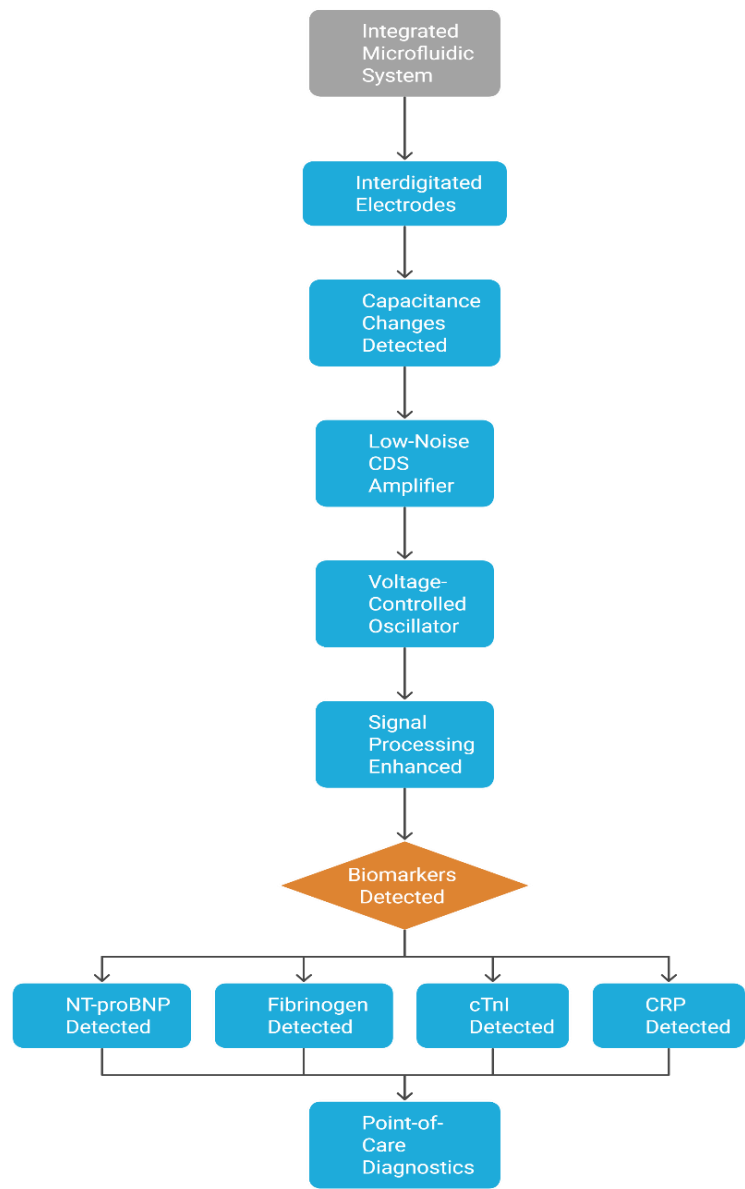 Integrated
Microfluidic
System
Interdigitated
Electrodes
Capacitance
Changes
Detected
Low-Noise
CDS
Amplifier
Voltage-
Controlled
Oscillator
Signal
Processing
Enhanced
Biomarkers
Detected
NT-proBNP
Detected
Fibrinogen
Detected
cTnI
Detected
CRP
Detected
Point-of-
Care
Diagnostics